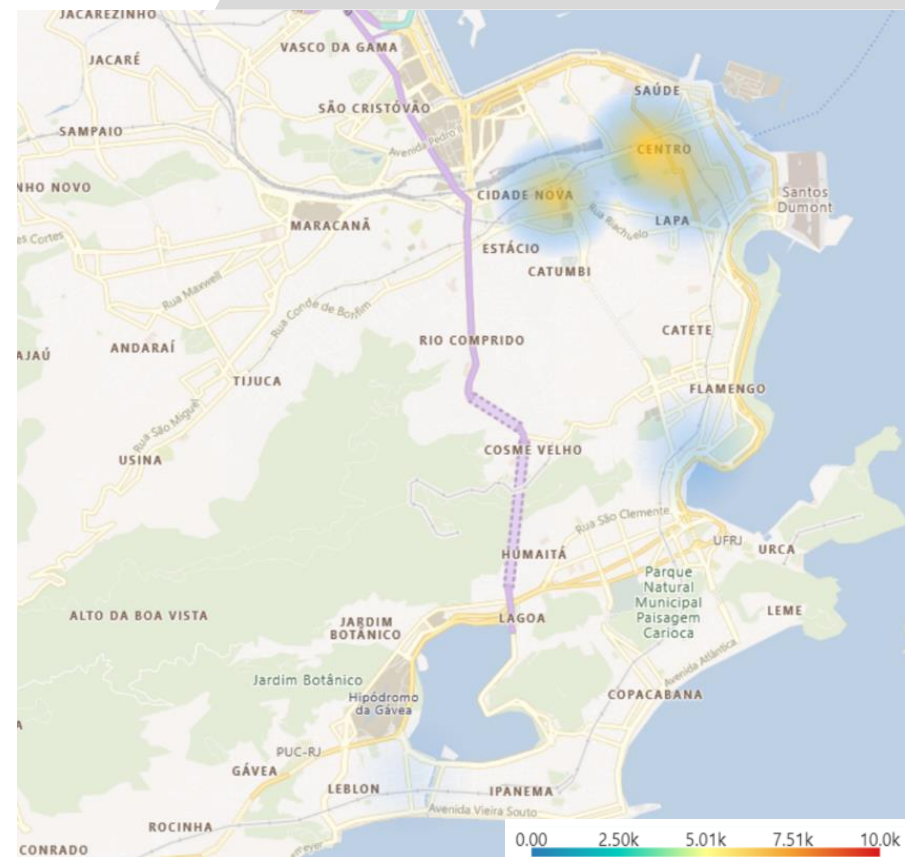 JACAREZINHO
VASCO DA GAMA
JACARÉ
SAÚDE
SÃO CRISTÓVÃO
SAMPAIO
Avenida Pedro II
CENTRO
NHO NOVO
CIDADE NOVA
Santos
Dumont
MARACANÃ
Rua Riachuelo
LAPA
es Cortes
ESTÁCIO
CATUMBI
Rua Maxwell
Rua Conde de Bonfim
RIO COMPRIDO
CATETE
AJAÚ
ANDARAÍ
TIJUCA
FLAMENGO
Rua São Miguel
COSME VELHO
USINA
Rua São Clemente
UFRJ
URCA
HUMAITÁ
Parque
Natural
Municipal
Paisagem
Carioca
ALTO DA BOA VISTA
LAGOA
LEME
JARDIM
BOTÂNICO
Avenida Atlântica
Jardim Botânico
Hipódromo
da Gávea
COPACABANA
PUC-RJ
GÁVEA
LEBLON
IPANEMA
Avenida Vieira Souto
ROCINHA
CONRADO
0.00 2.50k 5.01k 7.51k 10.0k